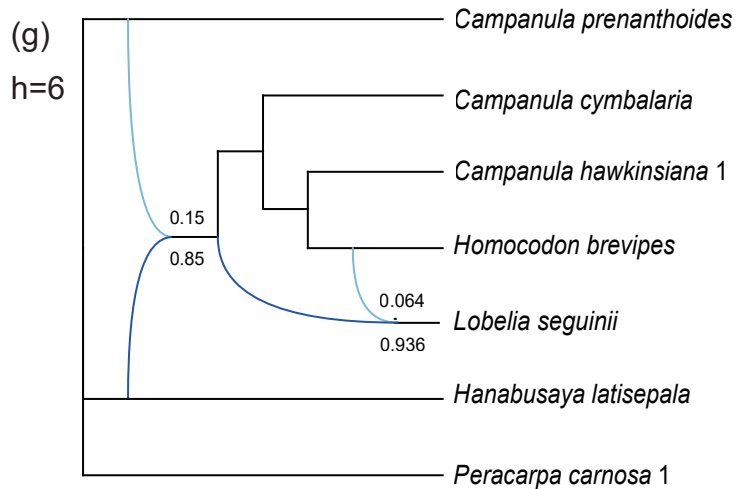 (g)
h=6
Campanula prenanthoides
Campanula cymbalaria
Campanula hawkinsiana 1
0.15
0.85
Homocodon brevipes
0.064
Lobelia seguinii
0.936
Hanabusaya latisepala
Peracarpa carnosa 1